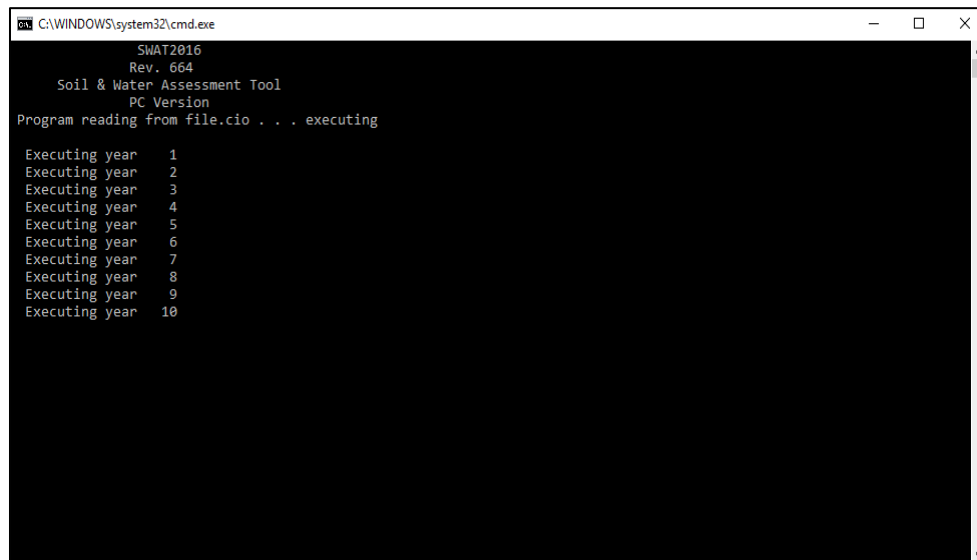 C:\WINDOWS\system32\cmd.exe
SWAT2016
Rev. 664
Soil & Water Assessment Tool
PC Version
Program reading from file.cio . . . executing
Executing year 1
Executing year 2
Executing year 3
Executing year 4
Executing year 5
Executing year 6
Executing year 7
Executing year 8
Executing year 9
Executing year 10